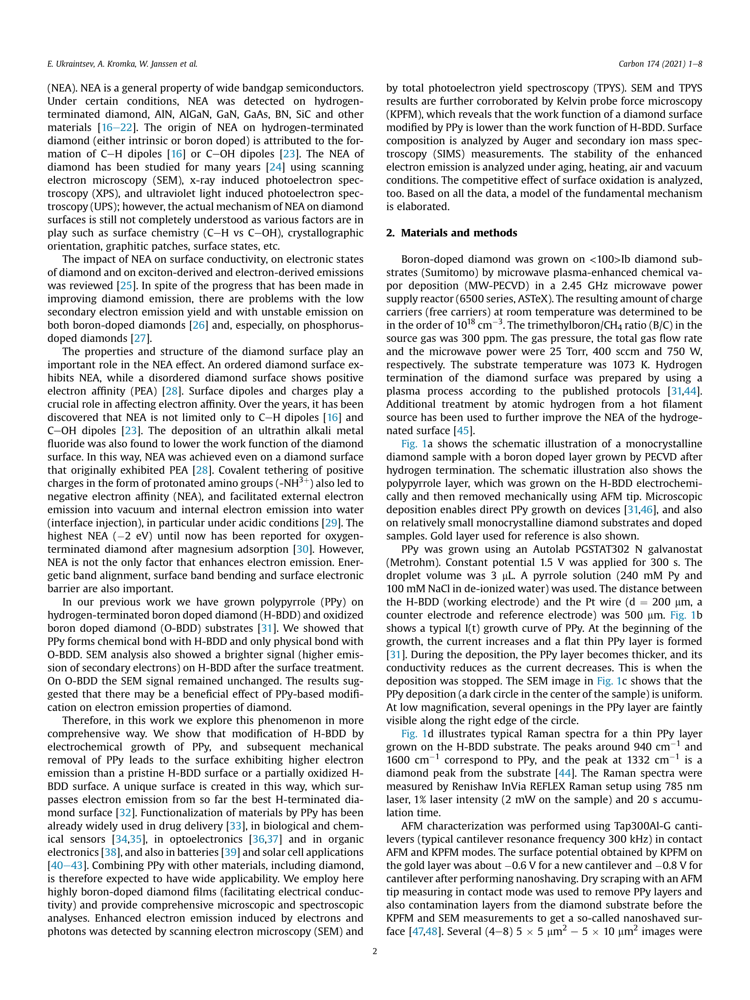 E. Ukraintsev, A. Kromka, W. Janssen et al.
Carbon 174 (2021) 1–8
(NEA). NEA is a general property of wide bandgap semiconductors.
Under certain conditions, NEA was detected on hydrogen-
terminated diamond, AlN, AlGaN, GaN, GaAs, BN, SiC and other
materials [16–22]. The origin of NEA on hydrogen-terminated
diamond (either intrinsic or boron doped) is attributed to the for-
mation of C–H dipoles [16] or C–OH dipoles [23]. The NEA of
diamond has been studied for many years [24] using scanning
electron microscopy (SEM), x-ray induced photoelectron spec-
troscopy (XPS), and ultraviolet light induced photoelectron spec-
troscopy (UPS); however, the actual mechanism of NEA on diamond
surfaces is still not completely understood as various factors are in
play such as surface chemistry (C–H vs C–OH), crystallographic
orientation, graphitic patches, surface states, etc.
The impact of NEA on surface conductivity, on electronic states
of diamond and on exciton-derived and electron-derived emissions
was reviewed [25]. In spite of the progress that has been made in
improving diamond emission, there are problems with the low
secondary electron emission yield and with unstable emission on
both boron-doped diamonds [26] and, especially, on phosphorus-
doped diamonds [27].
The properties and structure of the diamond surface play an
important role in the NEA effect. An ordered diamond surface ex-
hibits NEA, while a disordered diamond surface shows positive
electron affinity (PEA) [28]. Surface dipoles and charges play a
crucial role in affecting electron affinity. Over the years, it has been
discovered that NEA is not limited only to C–H dipoles [16] and
C–OH dipoles [23]. The deposition of an ultrathin alkali metal
fluoride was also found to lower the work function of the diamond
surface. In this way, NEA was achieved even on a diamond surface
that originally exhibited PEA [28]. Covalent tethering of positive
charges in the form of protonated amino groups (-NH³⁺) also led to
negative electron affinity (NEA), and facilitated external electron
emission into vacuum and internal electron emission into water
(interface injection), in particular under acidic conditions [29]. The
highest NEA (−2 eV) until now has been reported for oxygen-
terminated diamond after magnesium adsorption [30]. However,
NEA is not the only factor that enhances electron emission. Ener-
getic band alignment, surface band bending and surface electronic
barrier are also important.
In our previous work we have grown polypyrrole (PPy) on
hydrogen-terminated boron doped diamond (H-BDD) and oxidized
boron doped diamond (O-BDD) substrates [31]. We showed that
PPy forms chemical bond with H-BDD and only physical bond with
O-BDD. SEM analysis also showed a brighter signal (higher emis-
sion of secondary electrons) on H-BDD after the surface treatment.
On O-BDD the SEM signal remained unchanged. The results sug-
gested that there may be a beneficial effect of PPy-based modifi-
cation on electron emission properties of diamond.
Therefore, in this work we explore this phenomenon in more
comprehensive way. We show that modification of H-BDD by
electrochemical growth of PPy, and subsequent mechanical
removal of PPy leads to the surface exhibiting higher electron
emission than a pristine H-BDD surface or a partially oxidized H-
BDD surface. A unique surface is created in this way, which sur-
passes electron emission from so far the best H-terminated dia-
mond surface [32]. Functionalization of materials by PPy has been
already widely used in drug delivery [33], in biological and chem-
ical sensors [34,35], in optoelectronics [36,37] and in organic
electronics [38], and also in batteries [39] and solar cell applications
[40–43]. Combining PPy with other materials, including diamond,
is therefore expected to have wide applicability. We employ here
highly boron-doped diamond films (facilitating electrical conduc-
tivity) and provide comprehensive microscopic and spectroscopic
analyses. Enhanced electron emission induced by electrons and
photons was detected by scanning electron microscopy (SEM) and
by total photoelectron yield spectroscopy (TPYS). SEM and TPYS
results are further corroborated by Kelvin probe force microscopy
(KPFM), which reveals that the work function of a diamond surface
modified by PPy is lower than the work function of H-BDD. Surface
composition is analyzed by Auger and secondary ion mass spec-
troscopy (SIMS) measurements. The stability of the enhanced
electron emission is analyzed under aging, heating, air and vacuum
conditions. The competitive effect of surface oxidation is analyzed,
too. Based on all the data, a model of the fundamental mechanism
is elaborated.
2. Materials and methods
Boron-doped diamond was grown on <100>Ib diamond sub-
strates (Sumitomo) by microwave plasma-enhanced chemical va-
por deposition (MW-PECVD) in a 2.45 GHz microwave power
supply reactor (6500 series, ASTeX). The resulting amount of charge
carriers (free carriers) at room temperature was determined to be
in the order of 10¹⁸ cm⁻³. The trimethylboron/CH₄ ratio (B/C) in the
source gas was 300 ppm. The gas pressure, the total gas flow rate
and the microwave power were 25 Torr, 400 sccm and 750 W,
respectively. The substrate temperature was 1073 K. Hydrogen
termination of the diamond surface was prepared by using a
plasma process according to the published protocols [31,44].
Additional treatment by atomic hydrogen from a hot filament
source has been used to further improve the NEA of the hydroge-
nated surface [45].
Fig. 1a shows the schematic illustration of a monocrystalline
diamond sample with a boron doped layer grown by PECVD after
hydrogen termination. The schematic illustration also shows the
polypyrrole layer, which was grown on the H-BDD electrochemi-
cally and then removed mechanically using AFM tip. Microscopic
deposition enables direct PPy growth on devices [31,46], and also
on relatively small monocrystalline diamond substrates and doped
samples. Gold layer used for reference is also shown.
PPy was grown using an Autolab PGSTAT302 N galvanostat
(Metrohm). Constant potential 1.5 V was applied for 300 s. The
droplet volume was 3 μL. A pyrrole solution (240 mM Py and
100 mM NaCl in de-ionized water) was used. The distance between
the H-BDD (working electrode) and the Pt wire (d = 200 μm, a
counter electrode and reference electrode) was 500 μm. Fig. 1b
shows a typical I(t) growth curve of PPy. At the beginning of the
growth, the current increases and a flat thin PPy layer is formed
[31]. During the deposition, the PPy layer becomes thicker, and its
conductivity reduces as the current decreases. This is when the
deposition was stopped. The SEM image in Fig. 1c shows that the
PPy deposition (a dark circle in the center of the sample) is uniform.
At low magnification, several openings in the PPy layer are faintly
visible along the right edge of the circle.
Fig. 1d illustrates typical Raman spectra for a thin PPy layer
grown on the H-BDD substrate. The peaks around 940 cm⁻¹ and
1600 cm⁻¹ correspond to PPy, and the peak at 1332 cm⁻¹ is a
diamond peak from the substrate [44]. The Raman spectra were
measured by Renishaw InVia REFLEX Raman setup using 785 nm
laser, 1% laser intensity (2 mW on the sample) and 20 s accumu-
lation time.
AFM characterization was performed using Tap300Al-G canti-
levers (typical cantilever resonance frequency 300 kHz) in contact
AFM and KPFM modes. The surface potential obtained by KPFM on
the gold layer was about −0.6 V for a new cantilever and −0.8 V for
cantilever after performing nanoshaving. Dry scraping with an AFM
tip measuring in contact mode was used to remove PPy layers and
also contamination layers from the diamond substrate before the
KPFM and SEM measurements to get a so-called nanoshaved sur-
face [47,48]. Several (4–8) 5 × 5 μm² − 5 × 10 μm² images were
2